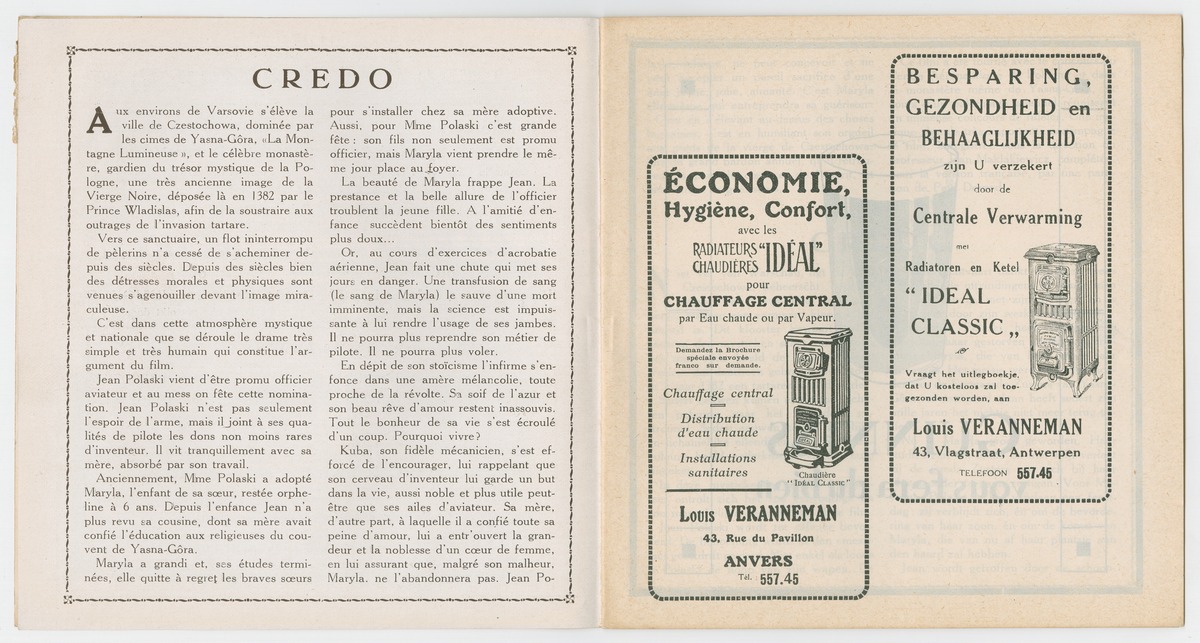 CREDO
Aux environs de Varsovie s'élève la
ville de Czestochowa, dominée par
les cimes de Yasna-Gôra, «La Mon-
tagne Lumineuse», et le célèbre monastè-
re, gardien du trésor mystique de la Po-
logne, une très ancienne image de la
Vierge Noire, déposée là en 1382 par le
Prince Wladislas, afin de la soustraire aux
outrages de l'invasion tartare.
Vers ce sanctuaire, un flot ininterrompu
de pèlerins n'a cessé de s'acheminer de-
puis des siècles. Depuis des siècles bien
des détresses morales et physiques sont
venues s'agenouiller devant l'image mira-
culeuse.
C'est dans cette atmosphère mystique
et nationale que se déroule le drame très
simple et très humain qui constitue l'ar-
gument du film.
Jean Polaski vient d'être promu officier
aviateur et au mess on fête cette nomina-
tion. Jean Polaski n'est pas seulement
l'espoir de l'arme, mais il joint à ses qua-
lités de pilote les dons non moins rares
d'inventeur. Il vit tranquillement avec sa
mère, absorbé par son travail.
Anciennement, Mme Polaski a adopté
Maryla, l'enfant de sa sœur, restée orphe-
line à 6 ans. Depuis l'enfance Jean n'a
plus revu sa cousine, dont sa mère avait
confié l'éducation aux religieuses du cou-
vent de Yasna-Gôra.
Maryla a grandi et, ses études termi-
nées, elle quitte à regret les braves sœurs
pour s'installer chez sa mère adoptive.
Aussi, pour Mme Polaski c'est grande
fête : son fils non seulement est promu
officier, mais Maryla vient prendre le mê-
me jour place au foyer.
La beauté de Maryla frappe Jean. La
prestance et la belle allure de l'officier
troublent la jeune fille. A l'amitié d'en-
fance succèdent bientôt des sentiments
plus doux...
Or, au cours d'exercices d'acrobatie
aérienne, Jean fait une chute qui met ses
jours en danger. Une transfusion de sang
(le sang de Maryla) le sauve d'une mort
imminente, mais la science est impuis-
sante à lui rendre l'usage de ses jambes.
Il ne pourra plus reprendre son métier de
pilote. Il ne pourra plus voler.
En dépit de son stoïcisme l'infirme s'en-
fonce dans une amère mélancolie, toute
proche de la révolte. Sa soif de l'azur et
son beau rêve d'amour restent inassouvis.
Tout le bonheur de sa vie s'est écroulé
d'un coup. Pourquoi vivre?
Kuba, son fidèle mécanicien, s'est ef-
forcé de l'encourager, lui rappelant que
son cerveau d'inventeur lui garde un but
dans la vie, aussi noble et plus utile peut-
être que ses ailes d'aviateur. Sa mère,
d'autre part, à laquelle il a confié toute sa
peine d'amour, lui a entr'ouvert la gran-
deur et la noblesse d'un cœur de femme,
en lui assurant que, malgré son malheur,
Maryla. ne l'abandonnera pas. Jean Po-
ÉCONOMIE,
Hygiène, Confort,
avec les
RADIATEURS
CHAUDIÈRES "IDÉAL"
pour
CHAUFFAGE CENTRAL
par Eau chaude ou par Vapeur.
Demandez la Brochure
spéciale envoyée
franco sur demande.
Chauffage central
Distribution
d'eau chaude
Installations
sanitaires
Chaudière
"IDÉAL CLASSIC"
Louis VERANNEMAN
43, Rue du Pavillon
ANVERS
Tél. : 557.45
BESPARING,
GEZONDHEID en
BEHAAGLIJKHEID
zijn U verzekert
door de
Centrale Verwarming
met
Radiatoren en Ketel
" IDEAL
CLASSIC „
Vraagt het uitlegboekje,
dat U kosteloos zal toe-
gezonden worden, aan
Louis VERANNEMAN
43, Vlagstraat, Antwerpen
TELEFOON 557.45